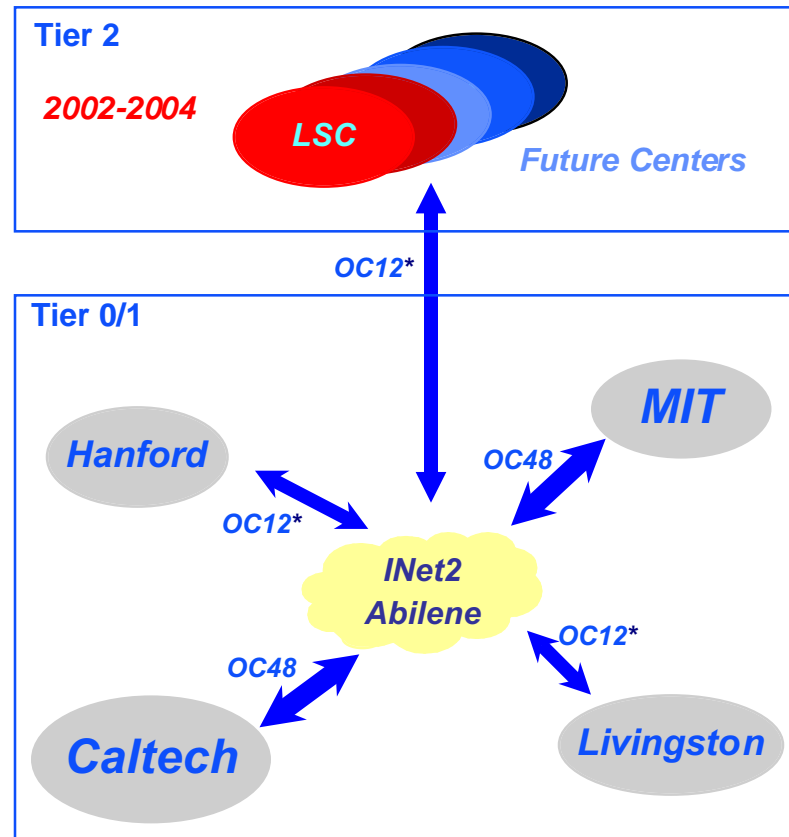 Tier 2
2002-2004
LSC
Future Centers
OC12*
Tier 0/1
MIT
Hanford
OC48
OC12*
INet2
Abilene
OC12*
OC48
Caltech
Livingston